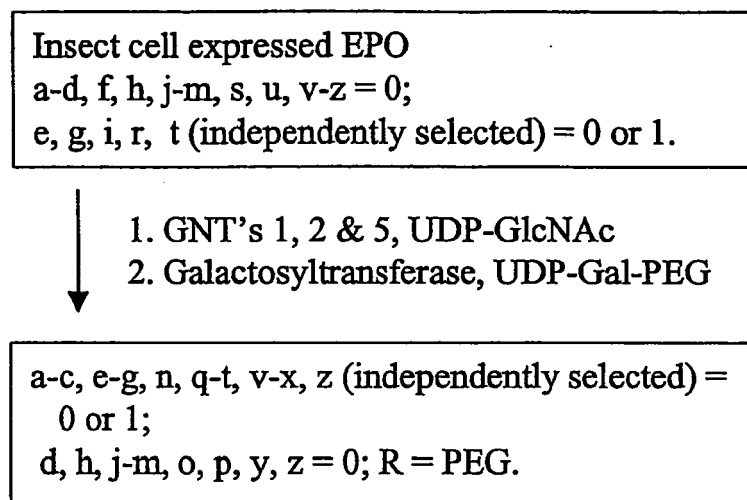 Insect cell expressed EPO
a-d, f, h, j-m, s, u, v-z = 0;
e, g, i, r, t (independently selected) = 0 or 1.
1. GNT's 1, 2 & 5, UDP-GlcNAc
2. Galactosyltransferase, UDP-Gal-PEG
a-c, e-g, n, q-t, v-x, z (independently selected) =
0 or 1;
d, h, j-m, o, p, y, z = 0; R = PEG.